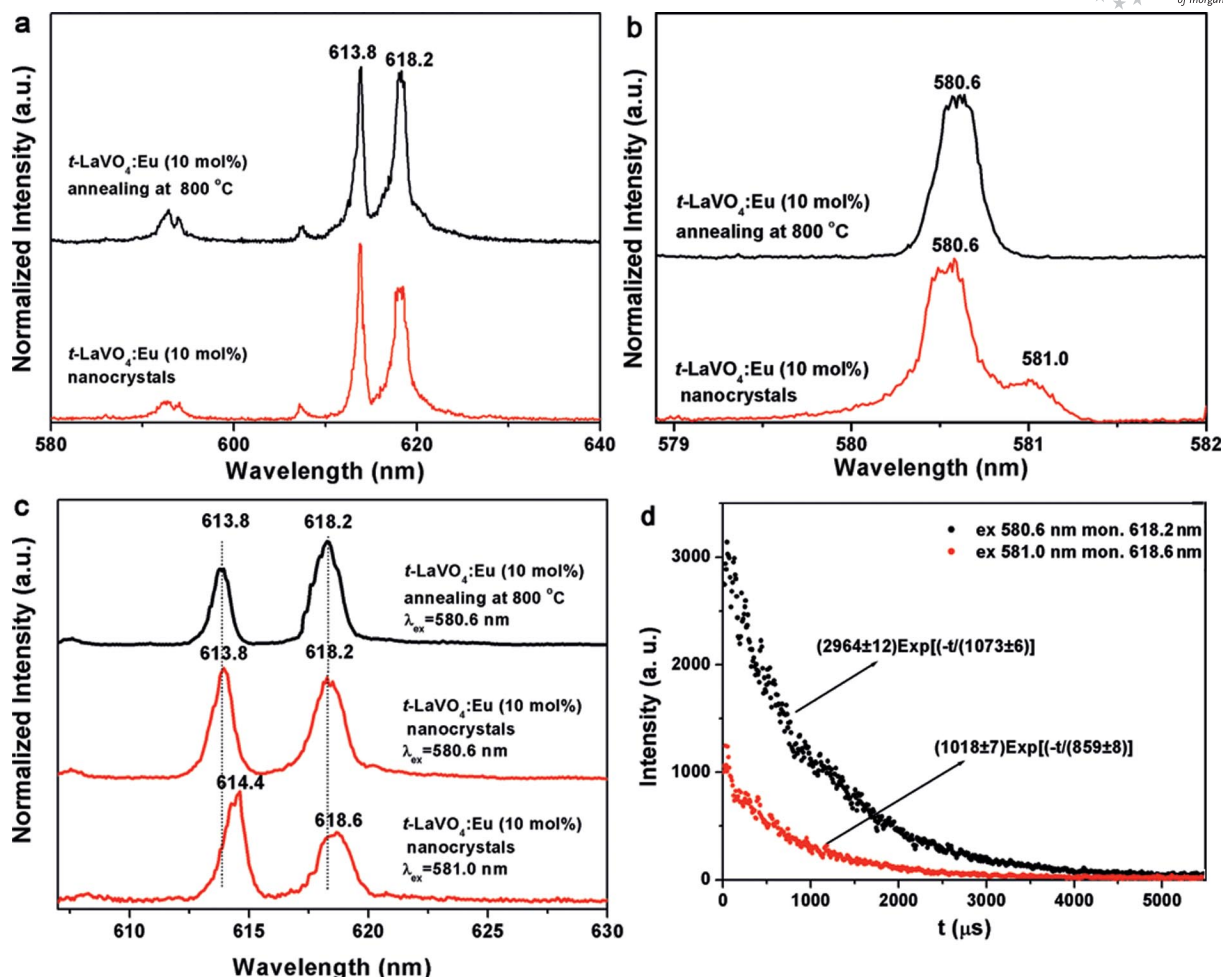 of Inorgan
a
613.8
618.2
t-LaVO4:Eu (10 mol%)
annealing at 800 °C
t-LaVO4:Eu (10 mol%)
nanocrystals
Normalized Intensity (a.u.)
580
600
620
640
Wavelength (nm)
b
580.6
t-LaVO4:Eu (10 mol%)
annealing at 800 °C
580.6
581.0
t-LaVO4:Eu (10 mol%)
nanocrystals
Normalized Intensity (a.u.)
579
580
581
582
Wavelength (nm)
c
613.8
618.2
t-LaVO4:Eu (10 mol%)
annealing at 800 °C
λex=580.6 nm
613.8
618.2
t-LaVO4:Eu (10 mol%)
nanocrystals
λex=580.6 nm
614.4
618.6
t-LaVO4:Eu (10 mol%)
nanocrystals
λex=581.0 nm
Normalized Intensity (a.u.)
610
615
620
625
630
Wavelength (nm)
d
ex 580.6 nm mon. 618.2 nm
ex 581.0 nm mon. 618.6 nm
(2964±12)Exp[(-t/(1073±6)]
(1018±7)Exp[(-t/(859±8)]
Intensity (a. u.)
3000
2000
1000
0
0
1000
2000
3000
4000
5000
t (μs)